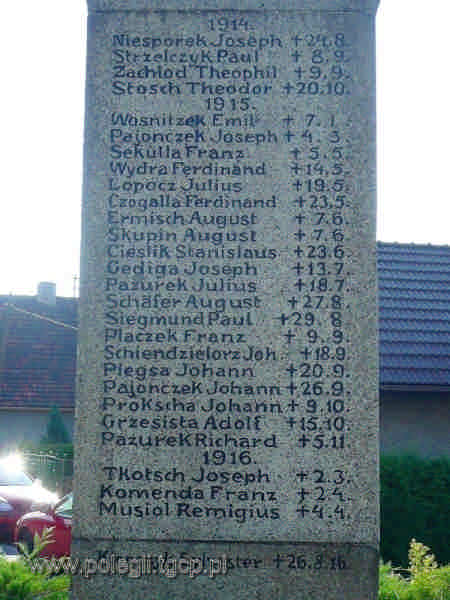 1914.
Niesporek Joseph +24.8.
Strzelczyk Paul + 8.9.
Zachlod Theophil + 9.9.
Stosch Theodor +20.10.
1915.
Wosnitzek Emil + 7.1.
Pajonczek Joseph +4.3.
Sekulla Franz + 5.5.
Wydra Ferdinand +14.5.
Lopocz Julius +19.5.
Czogalla Ferdinand +23.5.
Ermisch August + 7.6.
Skupin August + 7.6.
Cieslik Stanislaus +23.6.
Gediga Joseph +13.7.
Pazurek Julius +18.7.
Schäfer August +27.8.
Siegmund Paul +29.8.
Placzek Franz + 9.9.
Schiendzielorz Joh. +18.9.
Piegsa Johann +20.9.
Pajonczek Johann +26.9.
Prokscha Johann +9.10.
Grzesista Adolf +15.10.
Pazurek Richard +5.11.
1916.
Tkotsch Joseph +2.3.
Komenda Franz +2.4.
Musiol Remigius +4.4.
+26.8.16.
www.polegli.tgcp.pl